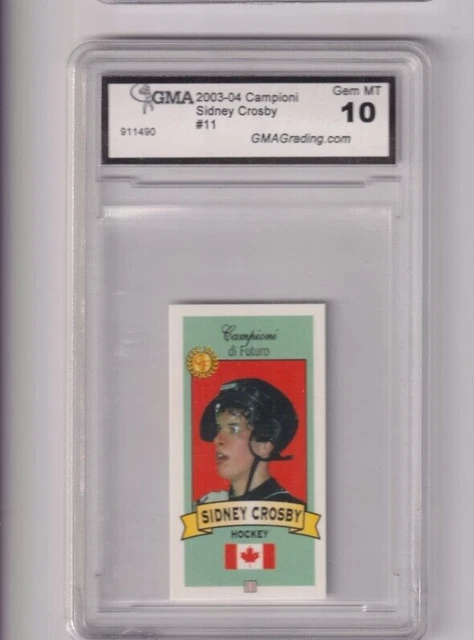 GMA 2003-04 Campioni Gem MT
Sidney Crosby 10
#11
911490
GMAGrading.com
Campioni
di Futuro
SIDNEY CROSBY
HOCKEY
11